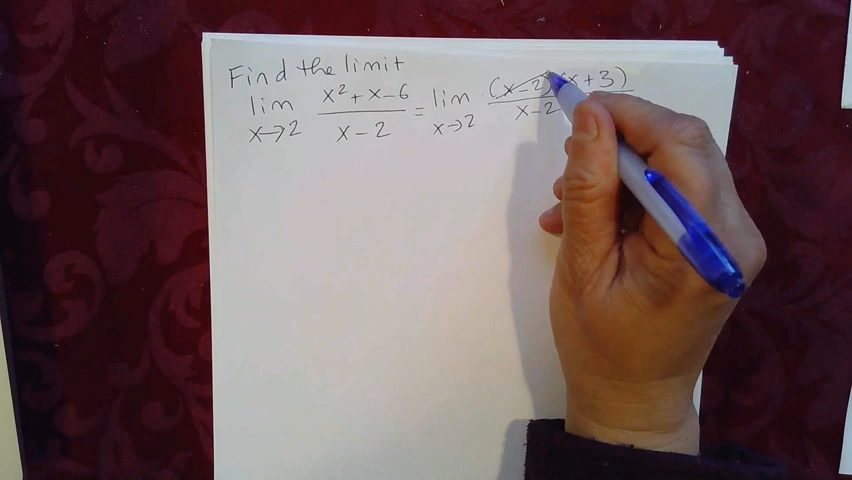 Find the limit
lim x→2 (x² + x - 6)/(x - 2) = lim x→2 (x-2)(x+3)/(x-2)